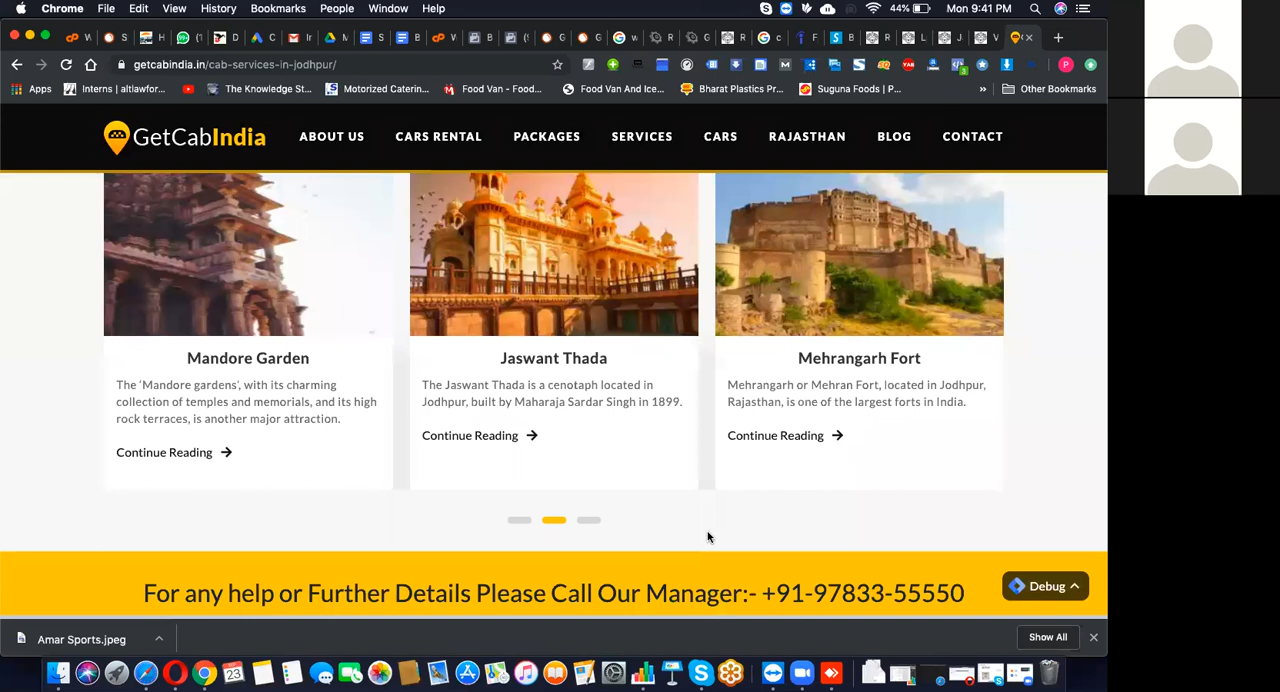 Chrome File Edit View History Bookmarks People Window Help 44% Mon 9:41 PM
getcabindia.in/cab-services-in-jodhpur/
Apps Interns | altlawfor... The Knowledge St... Motorized Caterin... Food Van - Food... Food Van And Ice... Bharat Plastics Pr... Suguna Foods | P... » Other Bookmarks
GetCabIndia ABOUT US CARS RENTAL PACKAGES SERVICES CARS RAJASTHAN BLOG CONTACT
Mandore Garden
The 'Mandore gardens', with its charming
collection of temples and memorials, and its high
rock terraces, is another major attraction.
Continue Reading →
Jaswant Thada
The Jaswant Thada is a cenotaph located in
Jodhpur, built by Maharaja Sardar Singh in 1899.
Continue Reading →
Mehrangarh Fort
Mehrangarh or Mehran Fort, located in Jodhpur,
Rajasthan, is one of the largest forts in India.
Continue Reading →
For any help or Further Details Please Call Our Manager:- +91-97833-55550
Debug
Amar Sports.jpeg
Show All